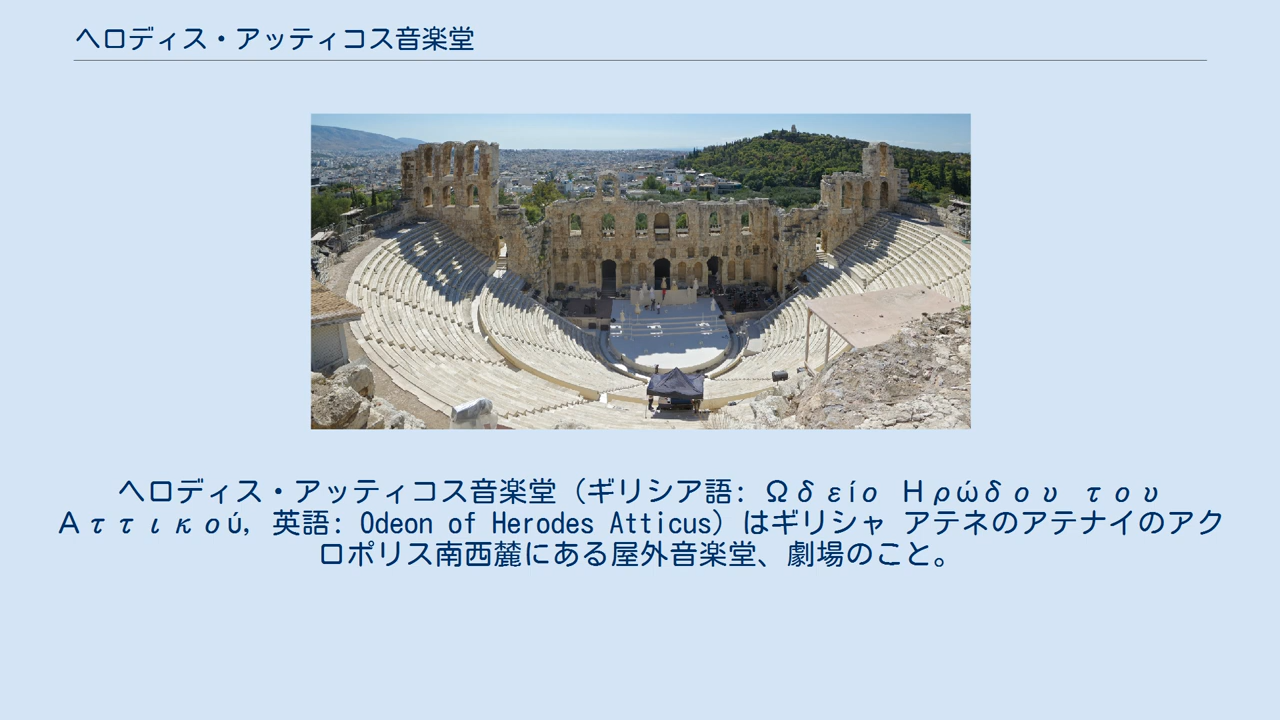 ヘロディス・アッティコス音楽堂
ヘロディス・アッティコス音楽堂（ギリシア語: Ωδείο Ηρώδου του
Αττικού, 英語: Odeon of Herodes Atticus）はギリシャ アテネのアテナイのアク
ロポリス南西麓にある屋外音楽堂、劇場のこと。